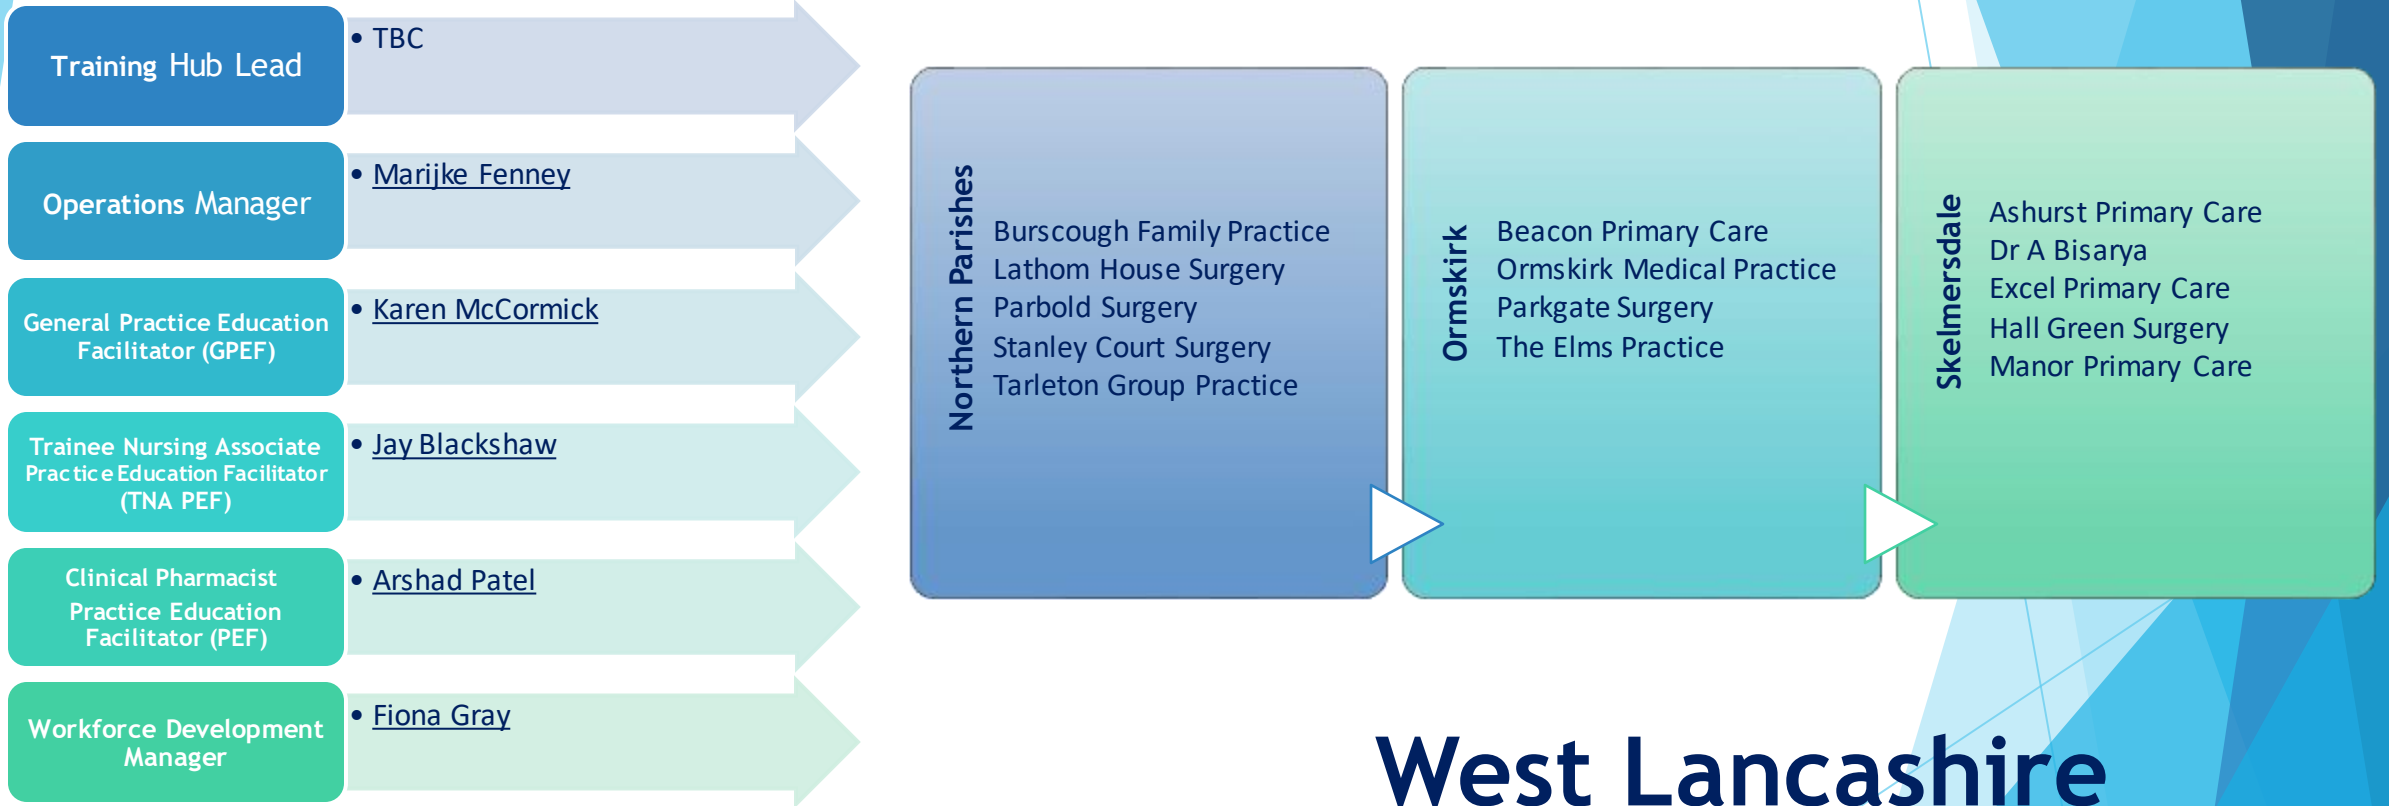 Training Hub Lead
• TBC
Operations Manager
• Marijke Fenney
General Practice Education
Facilitator (GPEF)
• Karen McCormick
Trainee Nursing Associate
Practice Education Facilitator
(TNA PEF)
• Jay Blackshaw
Clinical Pharmacist
Practice Education
Facilitator (PEF)
• Arshad Patel
Workforce Development
Manager
• Fiona Gray
Northern Parishes
Burscough Family Practice
Lathom House Surgery
Parbold Surgery
Stanley Court Surgery
Tarleton Group Practice
Ormskirk
Beacon Primary Care
Ormskirk Medical Practice
Parkgate Surgery
The Elms Practice
Skelmersdale
Ashurst Primary Care
Dr A Bisarya
Excel Primary Care
Hall Green Surgery
Manor Primary Care
West Lancashire